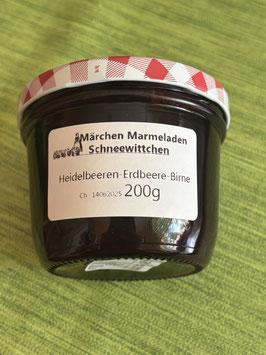 Märchen Marmeladen
Schneewittchen
Heidelbeeren-Erdbeere-Birne
Ch- 14062025 200g